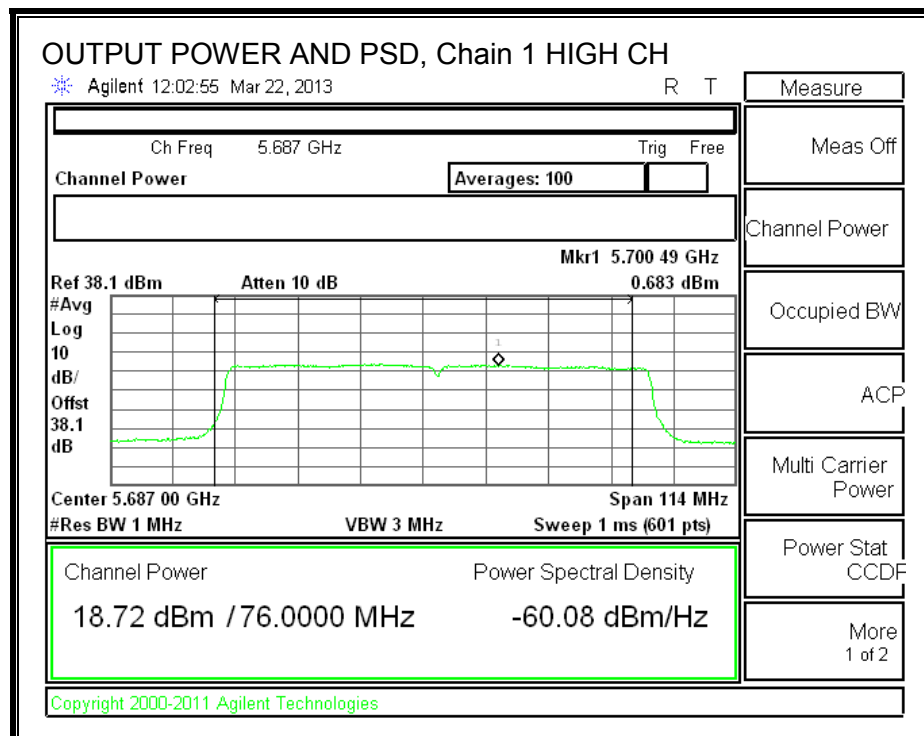 OUTPUT POWER AND PSD, Chain 1 HIGH CH
Agilent 12:02:55 Mar 22, 2013 R T
Ch Freq 5.687 GHz Trig Free
Channel Power Averages: 100
Mkr1 5.700 49 GHz
Ref 38.1 dBm Atten 10 dB 0.683 dBm
#Avg
Log
10
dB/
Offst
38.1
dB
1
Center 5.687 00 GHz Span 114 MHz
#Res BW 1 MHz VBW 3 MHz Sweep 1 ms (601 pts)
Channel Power Power Spectral Density
18.72 dBm / 76.0000 MHz -60.08 dBm/Hz
Copyright 2000-2011 Agilent Technologies
Measure
Meas Off
Channel Power
Occupied BW
ACP
Multi Carrier
Power
Power Stat
CCDF
More
1 of 2